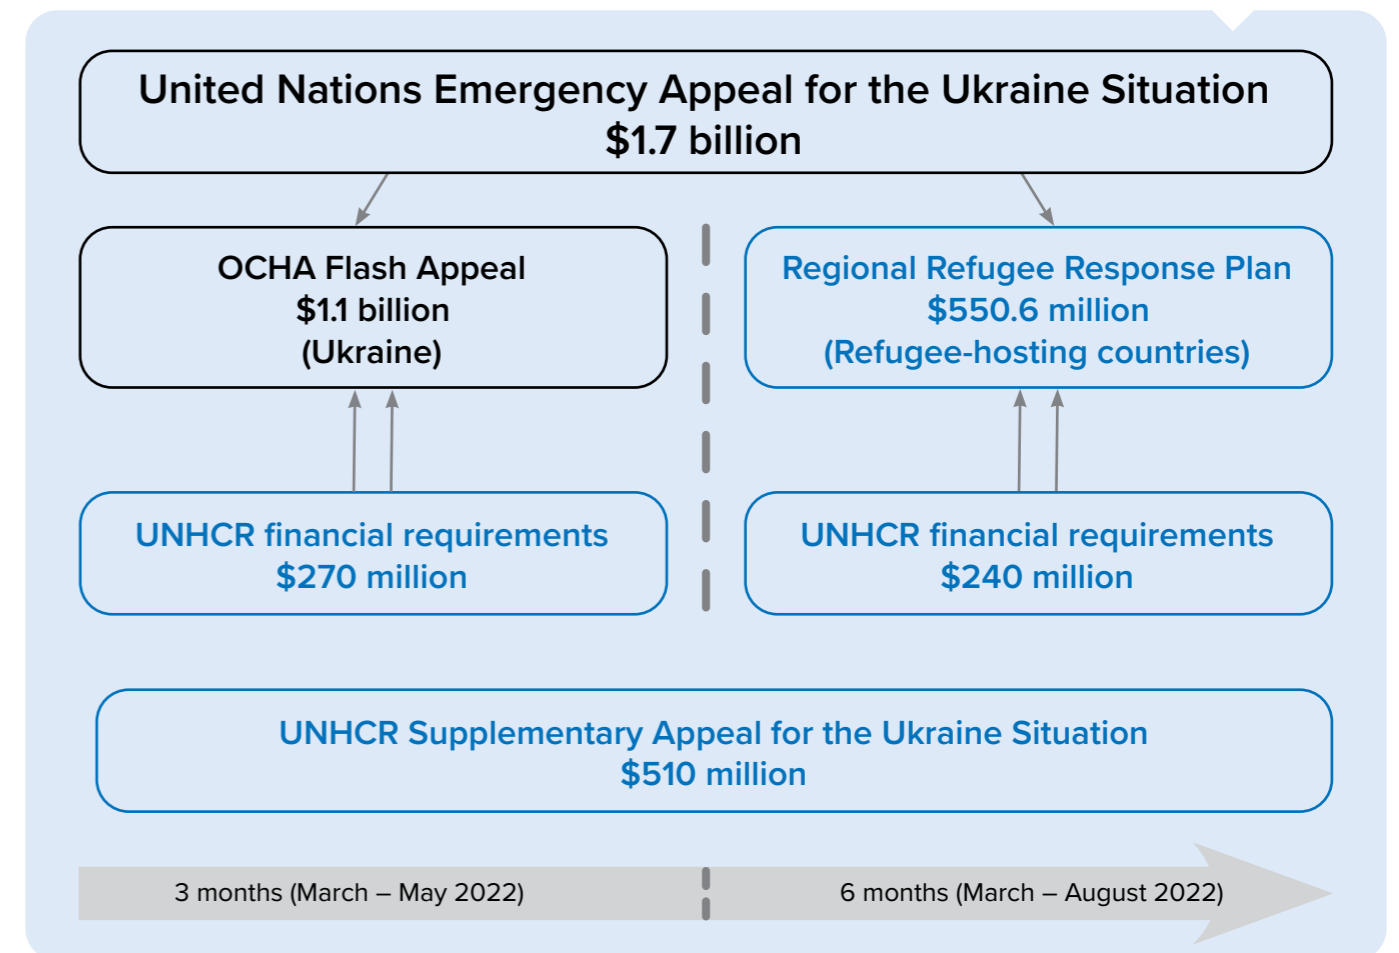 United Nations Emergency Appeal for the Ukraine Situation
$1.7 billion
OCHA Flash Appeal
$1.1 billion
(Ukraine)
Regional Refugee Response Plan
$550.6 million
(Refugee-hosting countries)
UNHCR financial requirements
$270 million
UNHCR financial requirements
$240 million
UNHCR Supplementary Appeal for the Ukraine Situation
$510 million
3 months (March – May 2022)
6 months (March – August 2022)